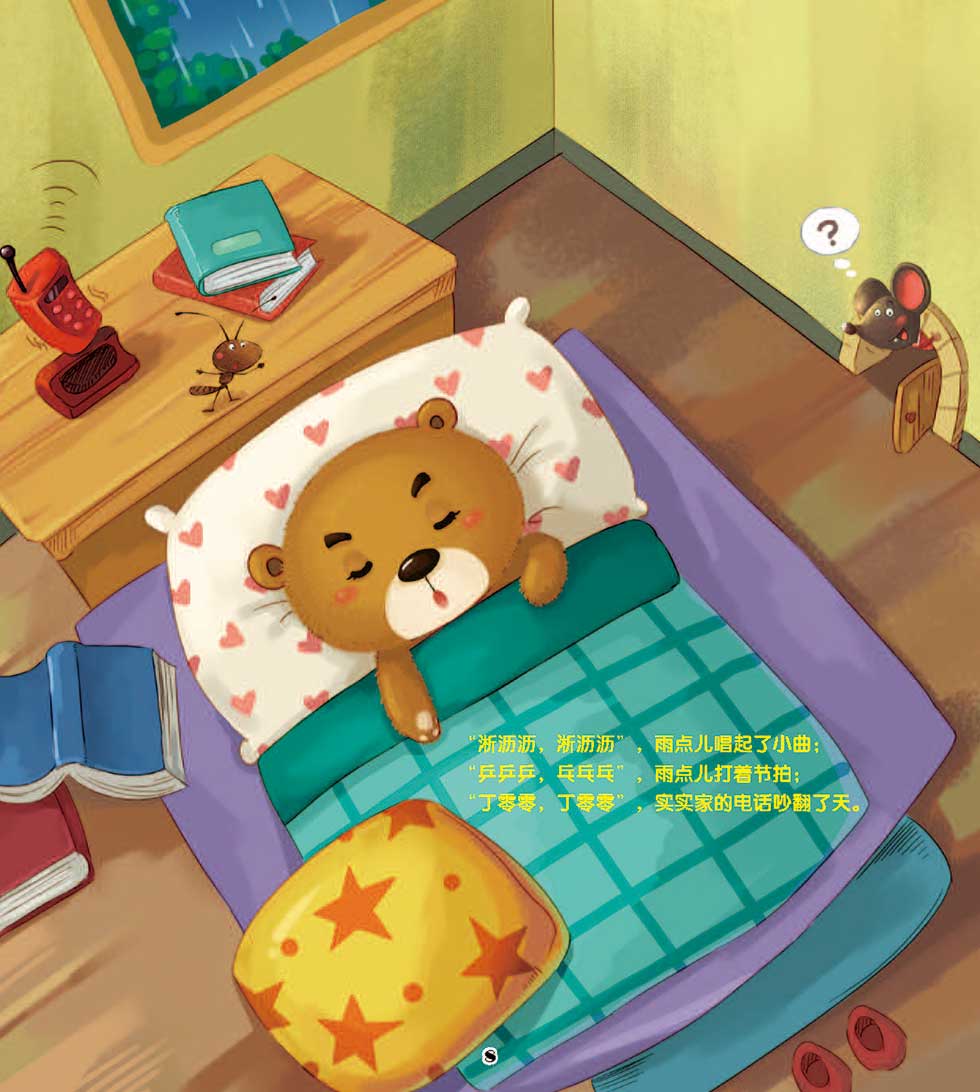 ?
“淅沥沥，淅沥沥”，雨点儿唱起了小曲；
“乒乒乒，乓乓乓”，雨点儿打着节拍；
“丁零零，丁零零”，实实家的电话吵翻了天。
8